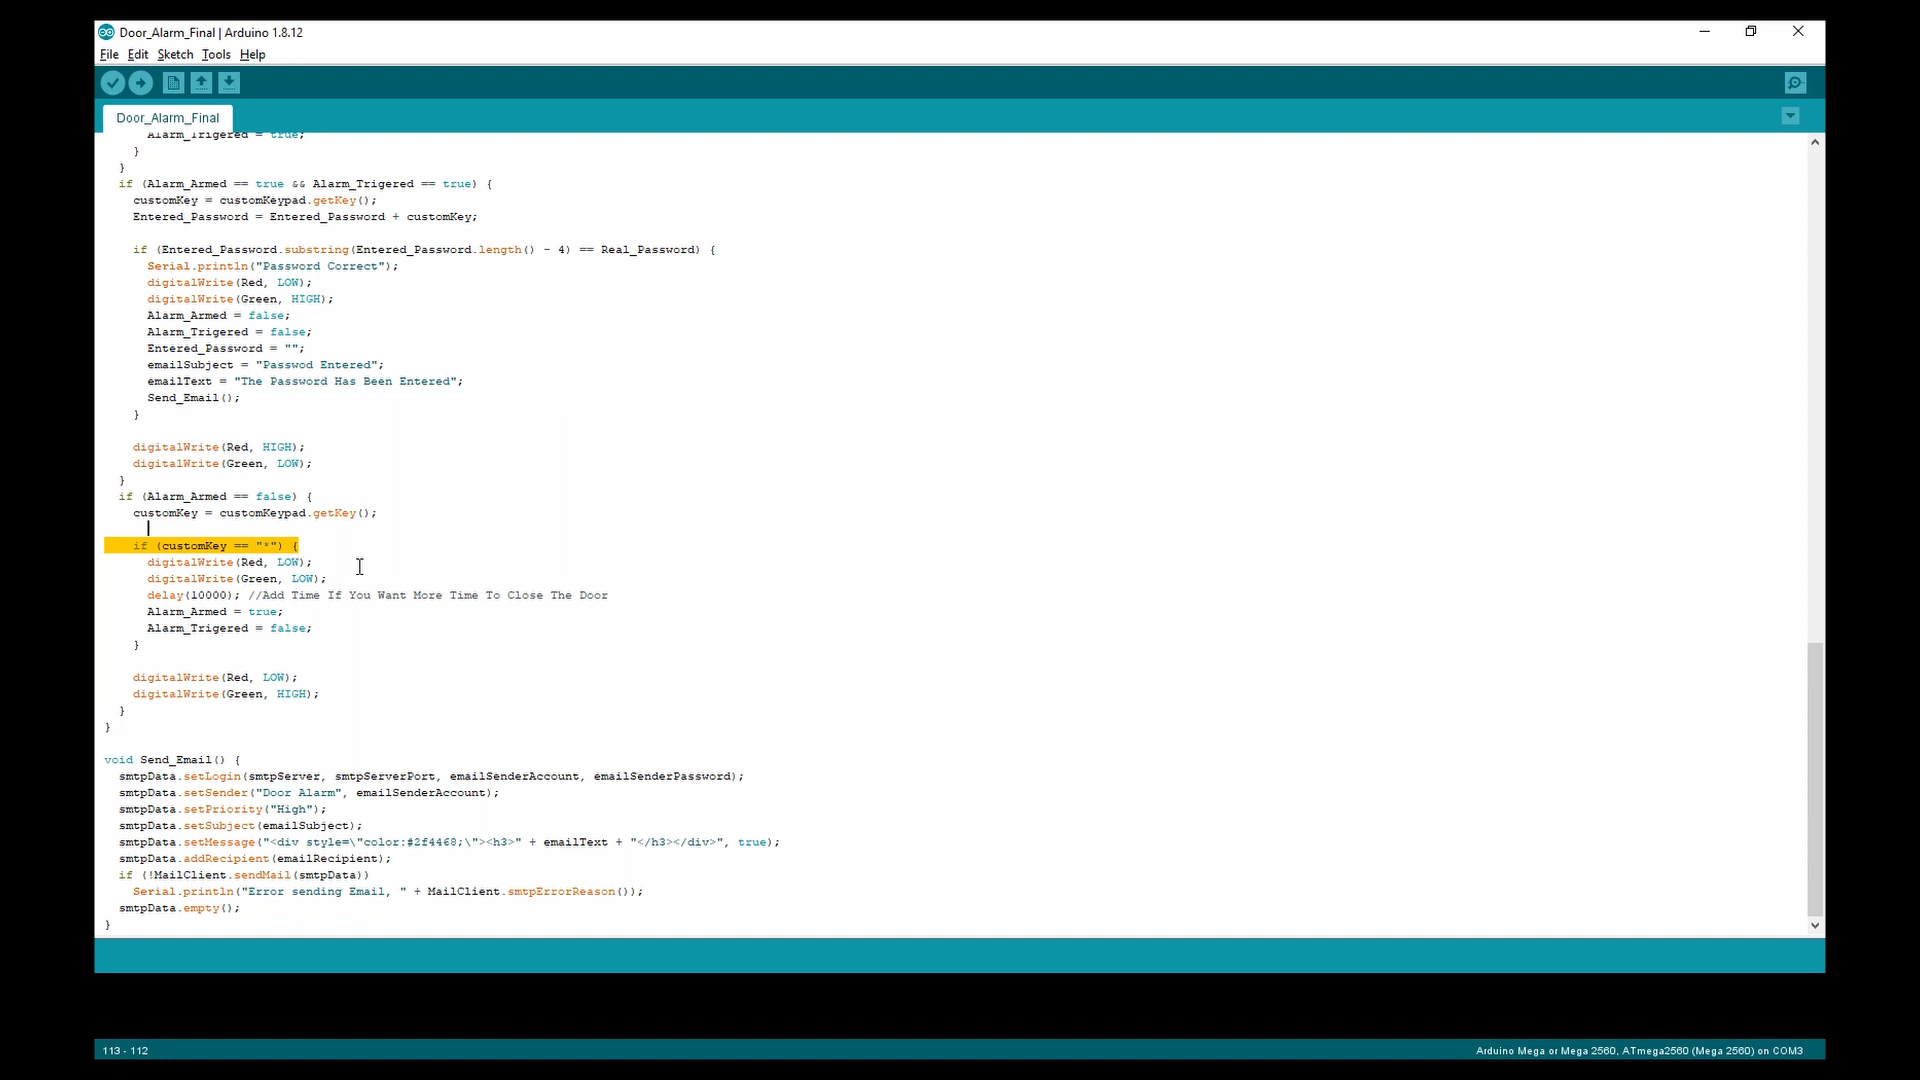 Door_Alarm_Final | Arduino 1.8.12
File Edit Sketch Tools Help
Door_Alarm_Final
Alarm_Trigered = true;
}
}
if (Alarm_Armed == true && Alarm_Trigered == true) {
customKey = customKeypad.getKey();
Entered_Password = Entered_Password + customKey;
if (Entered_Password.substring(Entered_Password.length() - 4) == Real_Password) {
Serial.println("Password Correct");
digitalWrite(Red, LOW);
digitalWrite(Green, HIGH);
Alarm_Armed = false;
Alarm_Trigered = false;
Entered_Password = "";
emailSubject = "Passwod Entered";
emailText = "The Password Has Been Entered";
Send_Email();
}
digitalWrite(Red, HIGH);
digitalWrite(Green, LOW);
}
if (Alarm_Armed == false) {
customKey = customKeypad.getKey();
if (customKey == "*") {
digitalWrite(Red, LOW);
digitalWrite(Green, LOW);
delay(10000); //Add Time If You Want More Time To Close The Door
Alarm_Armed = true;
Alarm_Trigered = false;
}
digitalWrite(Red, LOW);
digitalWrite(Green, HIGH);
}
}
void Send_Email() {
smtpData.setLogin(smtpServer, smtpServerPort, emailSenderAccount, emailSenderPassword);
smtpData.setSender("Door Alarm", emailSenderAccount);
smtpData.setPriority("High");
smtpData.setSubject(emailSubject);
smtpData.setMessage("<div style=\"color:#2f4468;\"><h3>" + emailText + "</h3></div>", true);
smtpData.addRecipient(emailRecipient);
if (!MailClient.sendMail(smtpData))
Serial.println("Error sending Email, " + MailClient.smtpErrorReason());
smtpData.empty();
}
113 - 112
Arduino Mega or Mega 2560, ATmega2560 (Mega 2560) on COM3